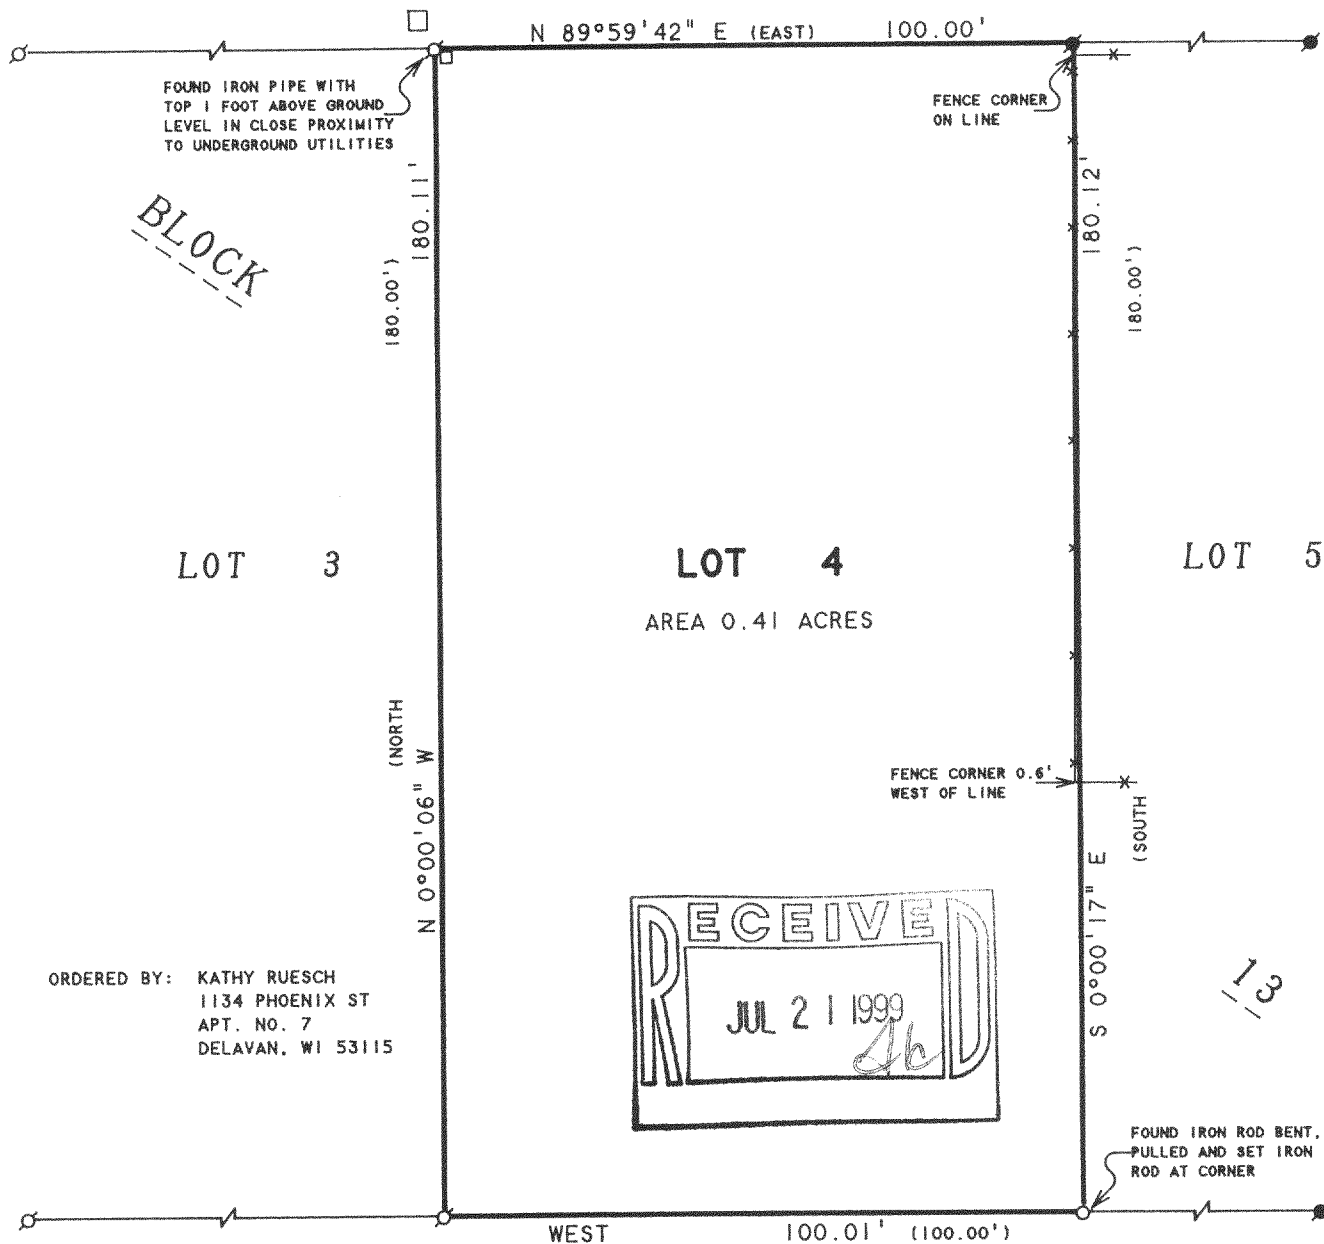 N 89°59'42" E (EAST) 100.00'
FOUND IRON PIPE WITH
TOP 1 FOOT ABOVE GROUND
LEVEL IN CLOSE PROXIMITY
TO UNDERGROUND UTILITIES
FENCE CORNER
ON LINE
180.11'
(180.00')
180.12'
(180.00')
BLOCK
LOT 3
LOT 4
AREA 0.41 ACRES
LOT 5
(NORTH
N 0°00'06" W
FENCE CORNER 0.6'
WEST OF LINE
(SOUTH
S 0°00'17" E
RECEIVED
JUL 21 1999
13
ORDERED BY: KATHY RUESCH
1134 PHOENIX ST
APT. NO. 7
DELAVAN, WI 53115
FOUND IRON ROD BENT,
PULLED AND SET IRON
ROD AT CORNER
WEST 100.01' (100.00')